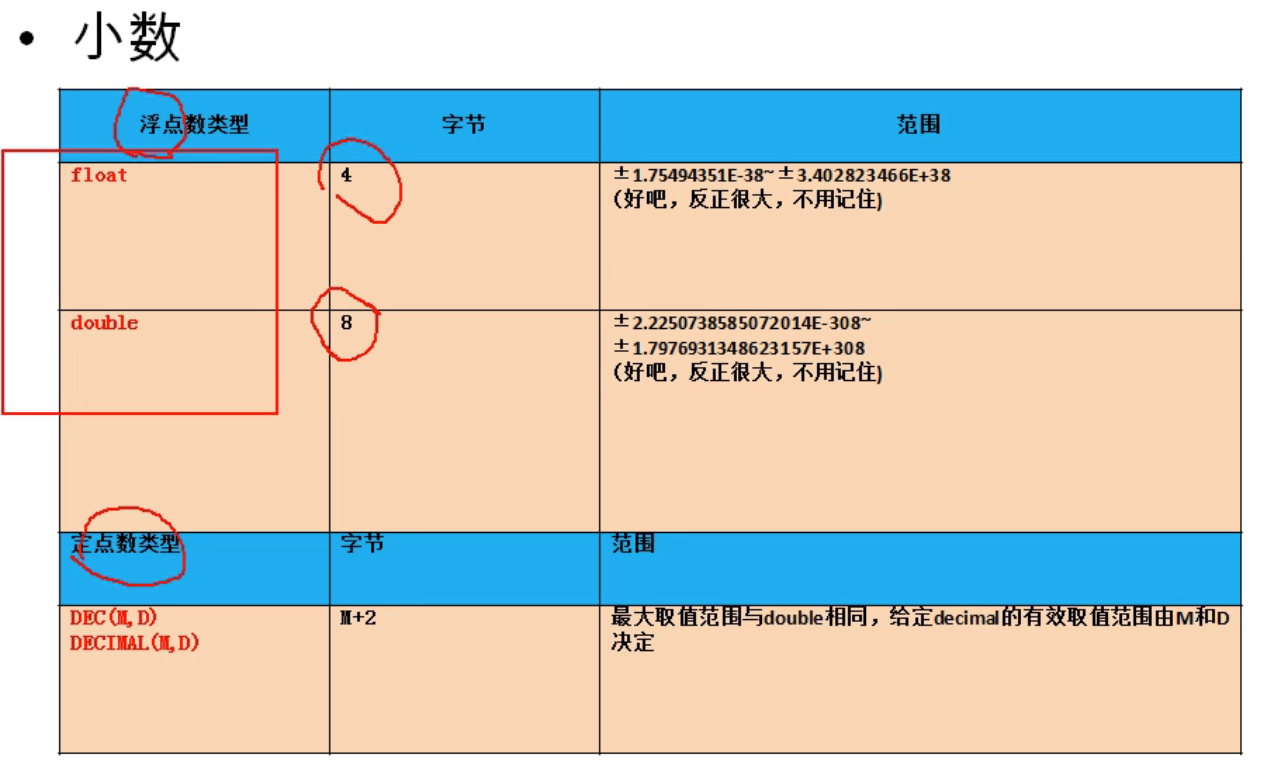 • 小数
浮点数类型 字节 范围
float 4 ±1.75494351E-38~±3.402823466E+38
(好吧，反正很大，不用记住)
double 8 ±2.2250738585072014E-308~
±1.7976931348623157E+308
(好吧，反正很大，不用记住)
定点数类型 字节 范围
DEC(M,D) M+2 最大取值范围与double相同，给定decimal的有效取值范围由M和D
DECIMAL(M,D) 决定